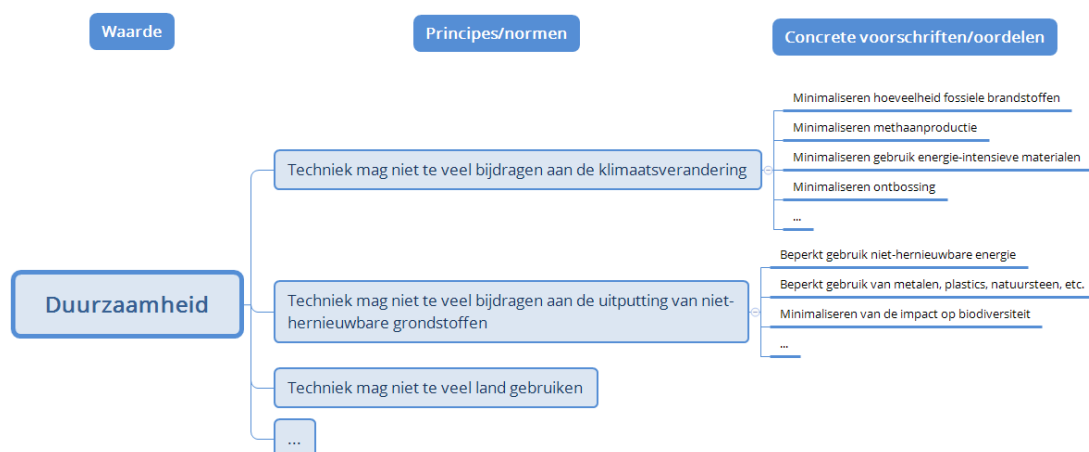 Waarde
Principes/normen
Concrete voorschriften/oordelen
Minimaliseren hoeveelheid fossiele brandstoffen
Minimaliseren methaanproductie
Techniek mag niet te veel bijdragen aan de klimaatsverandering
Minimaliseren gebruik energie-intensieve materialen
Minimaliseren ontbossing
...
Duurzaamheid
Techniek mag niet te veel bijdragen aan de uitputting van niet-
hernieuwbare grondstoffen
Beperkt gebruik niet-hernieuwbare energie
Beperkt gebruik van metalen, plastics, natuursteen, etc.
Minimaliseren van de impact op biodiversiteit
...
Techniek mag niet te veel land gebruiken
...